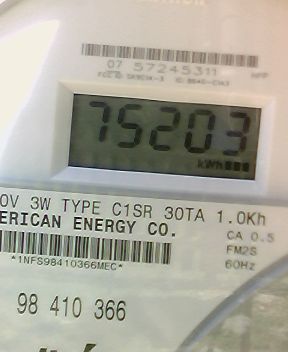 07 57245311
75203
kWh
0V 3W TYPE C1SR 30TA 1.0Kh
ERICAN ENERGY CO.
CA 0.5
FM2S
*1NFS98410366MEC*
60Hz
98 410 366